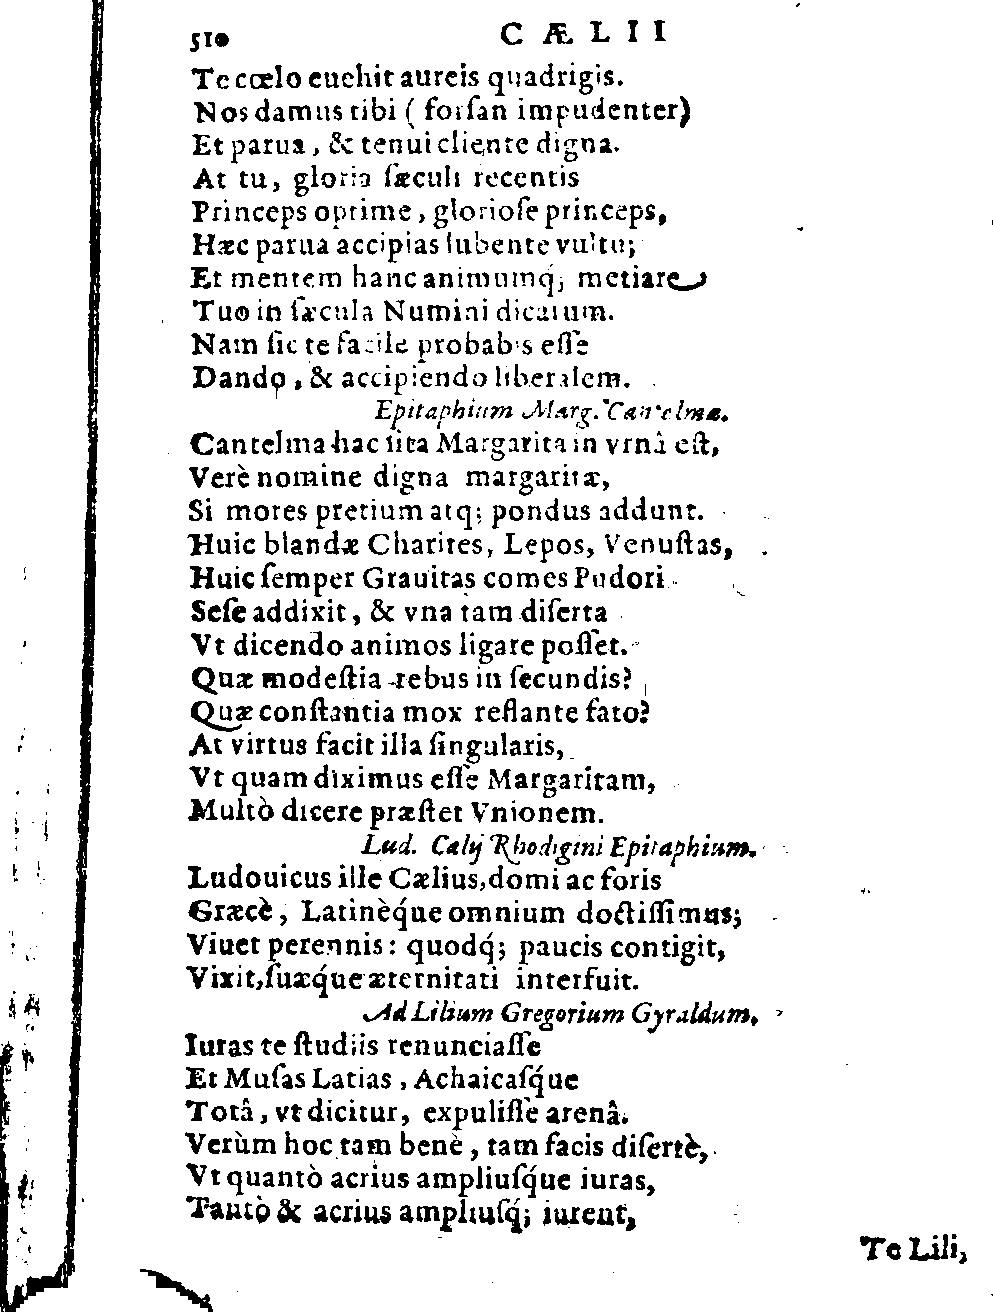 510 CÆLII
Te cœlo euehit aureis quadrigis.
Nos damus tibi ( forſan impudenter)
Et parua, & tenui cliente digna.
At tu, gloria ſæculi recentis
Princeps optime, glorioſe princeps,
Hæc parua accipias lubente vultu;
Et mentem hanc animumq́; metiare
Tuo in ſæcula Numini dicatum.
Nam ſic te facile probabis eſſe
Dando, & accipiendo liberalem.
Epitaphium Marg. Cantelmæ.
Cantelma hac ſita Margarita in vrnâ eſt,
Verè nomine digna margaritæ,
Si mores pretium atq; pondus addunt.
Huic blandæ Charites, Lepos, Venuſtas,
Huic ſemper Grauitas comes Pudori
Seſe addixit, & vna tam diſerta
Vt dicendo animos ligare poſſet.
Quæ modeſtia rebus in ſecundis?
Quæ conſtantia mox reflante fato?
At virtus facit illa ſingularis,
Vt quam diximus eſſe Margaritam,
Multò dicere præſtet Vnionem.
Lud. Cælij Rhodigini Epitaphium.
Ludouicus ille Cælius, domi ac foris
Græcè, Latinèq́ue omnium doctiſſimus;
Viuet perennis: quodq́; paucis contigit,
Vixit, ſuæq́ue æternitati interfuit.
Ad Lilium Gregorium Gyraldum.
Iuras te ſtudiis renunciaſſe
Et Muſas Latias, Achaicaſq́ue
Totâ, vt dicitur, expuliſſe arenâ.
Verùm hoc tam benè, tam facis diſertè,
Vt quantò acrius ampliuſq́ue iuras,
Tantò & acrius ampliuſq́; iurent,
Te Lili,